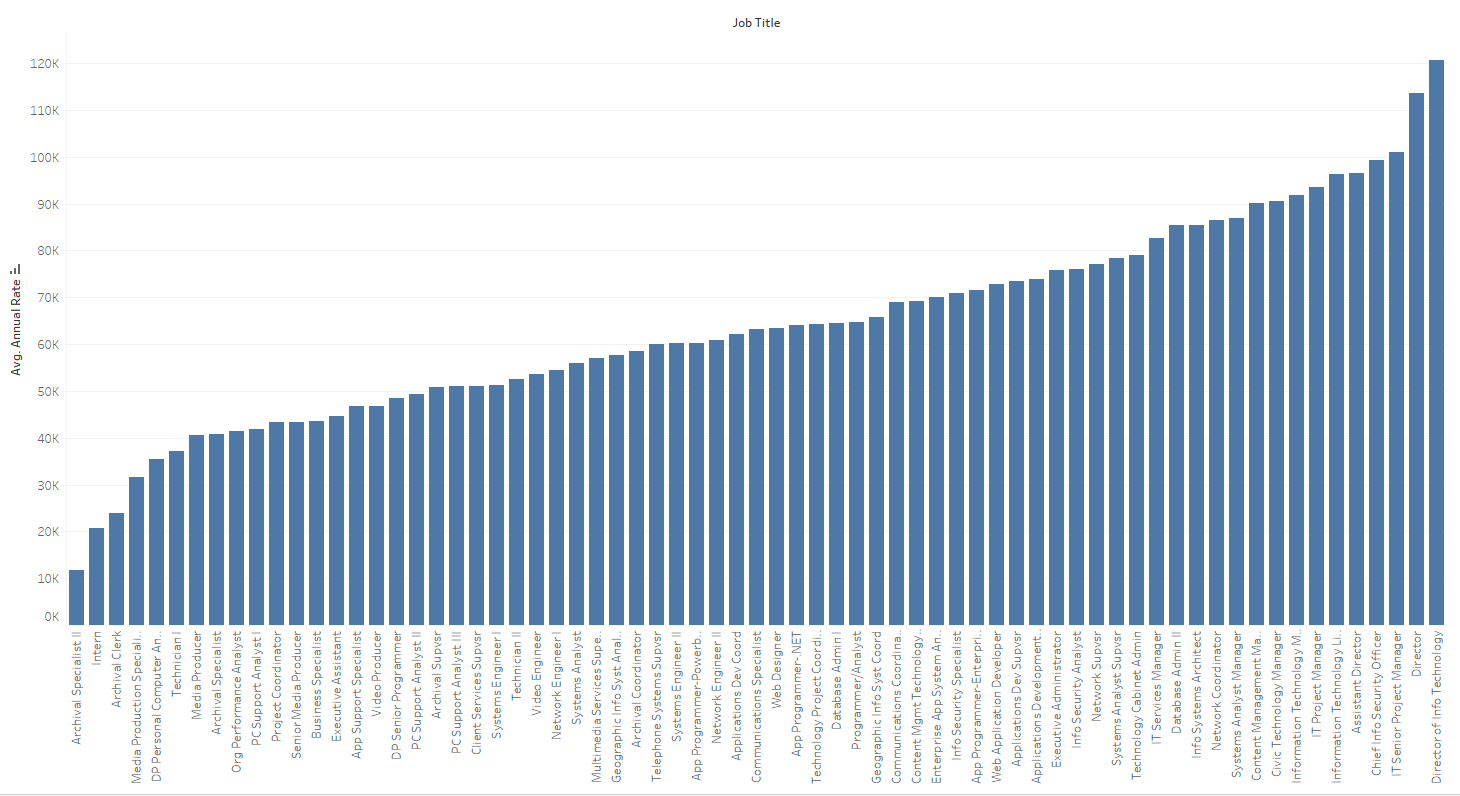 Job Title
Avg. Annual Rate
120K
110K
100K
90K
80K
70K
60K
50K
40K
30K
20K
10K
0K
Archival Specialist II
Intern
Archival Clerk
Media Production Speciali..
DP Personal Computer An..
Technician I
Media Producer
Archival Specialist
Org Performance Analyst
PC Support Analyst I
Project Coordinator
Senior Media Producer
Business Specialist
Executive Assistant
App Support Specialist
Video Producer
DP Senior Programmer
PC Support Analyst II
Archival Supvsr
PC Support Analyst III
Client Services Supvsr
Systems Engineer I
Technician II
Video Engineer
Network Engineer I
Systems Analyst
Multimedia Services Supe..
Geographic Info Syst Anal..
Archival Coordinator
Telephone Systems Supvsr
Systems Engineer II
App Programmer-Powerb..
Network Engineer II
Applications Dev Coord
Communications Specialist
Web Designer
App Programmer-.NET
Technology Project Coordi..
Database Admin I
Programmer/Analyst
Geographic Info Syst Coord
Communications Coordina..
Content Mgmt Technology..
Enterprise App System An..
Info Security Specialist
App Programmer-Enterpri..
Web Application Developer
Applications Dev Supvsr
Applications Development..
Executive Administrator
Info Security Analyst
Network Supvsr
Systems Analyst Supvsr
Technology Cabinet Admin
IT Services Manager
Database Admin II
Info Systems Architect
Network Coordinator
Systems Analyst Manager
Content Management Ma..
Civic Technology Manager
Information Technology M..
IT Project Manager
Information Technology Li..
Assistant Director
Chief Info Security Officer
IT Senior Project Manager
Director
Director of Info Technology